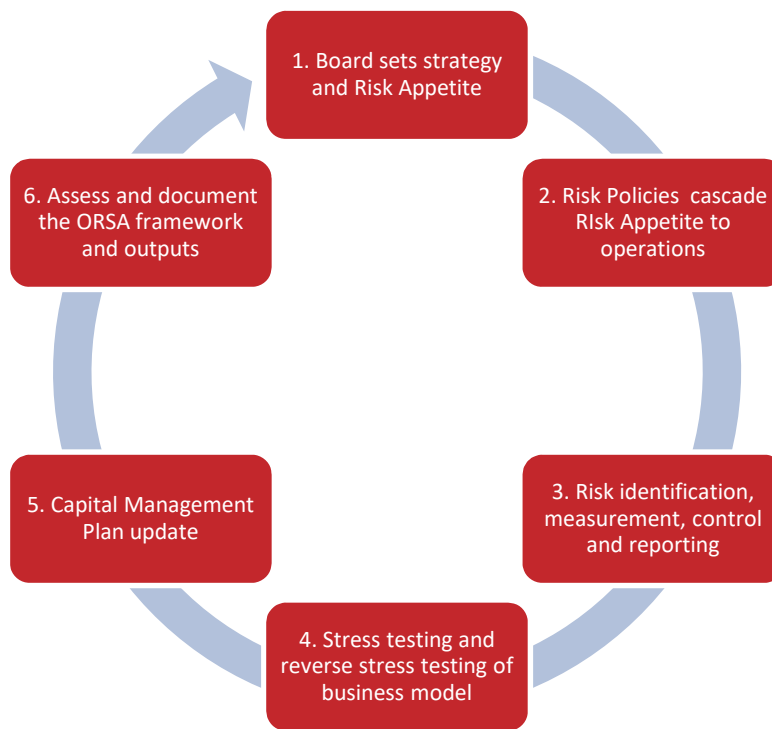 1. Board sets strategy
and Risk Appetite
2. Risk Policies  cascade
RIsk Appetite to
operations
3. Risk identification,
measurement, control
and reporting
4. Stress testing and
reverse stress testing of
business model
5. Capital Management
Plan update
6. Assess and document
the ORSA framework
and outputs